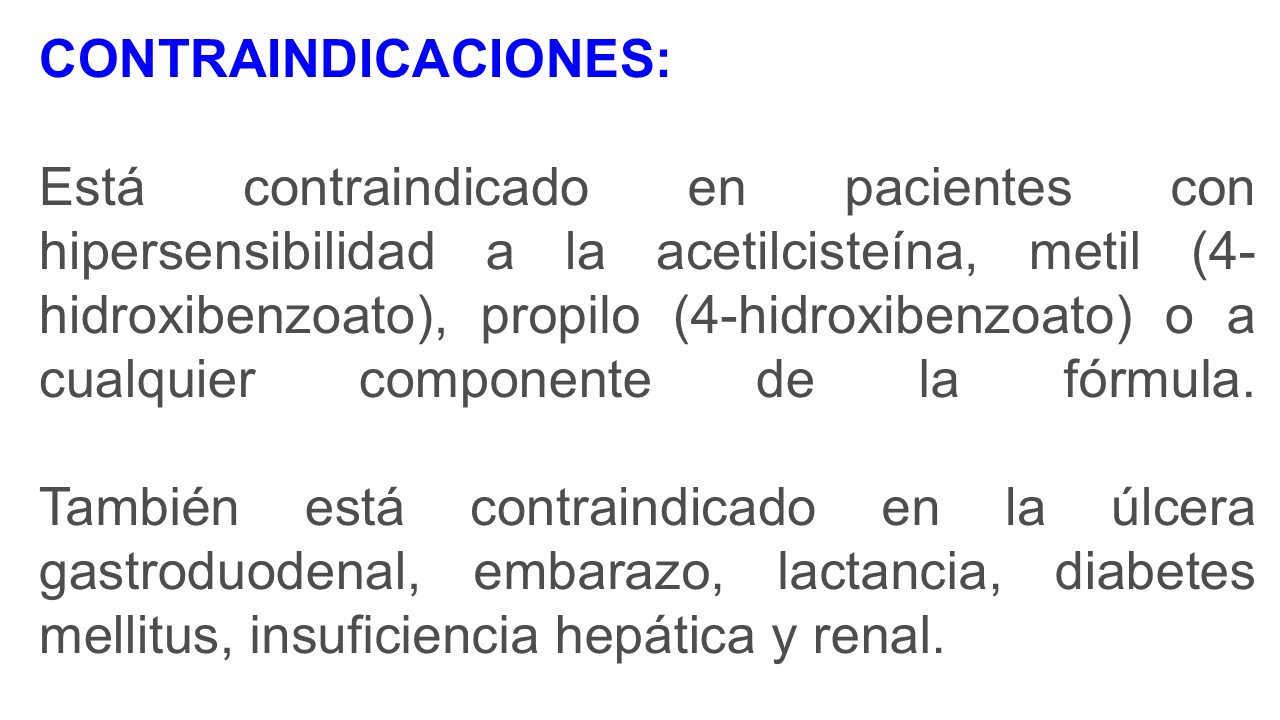 CONTRAINDICACIONES:
Está contraindicado en pacientes con
hipersensibilidad a la acetilcisteína, metil (4-
hidroxibenzoato), propilo (4-hidroxibenzoato) o a
cualquier componente de la fórmula.
También está contraindicado en la úlcera
gastroduodenal, embarazo, lactancia, diabetes
mellitus, insuficiencia hepática y renal.